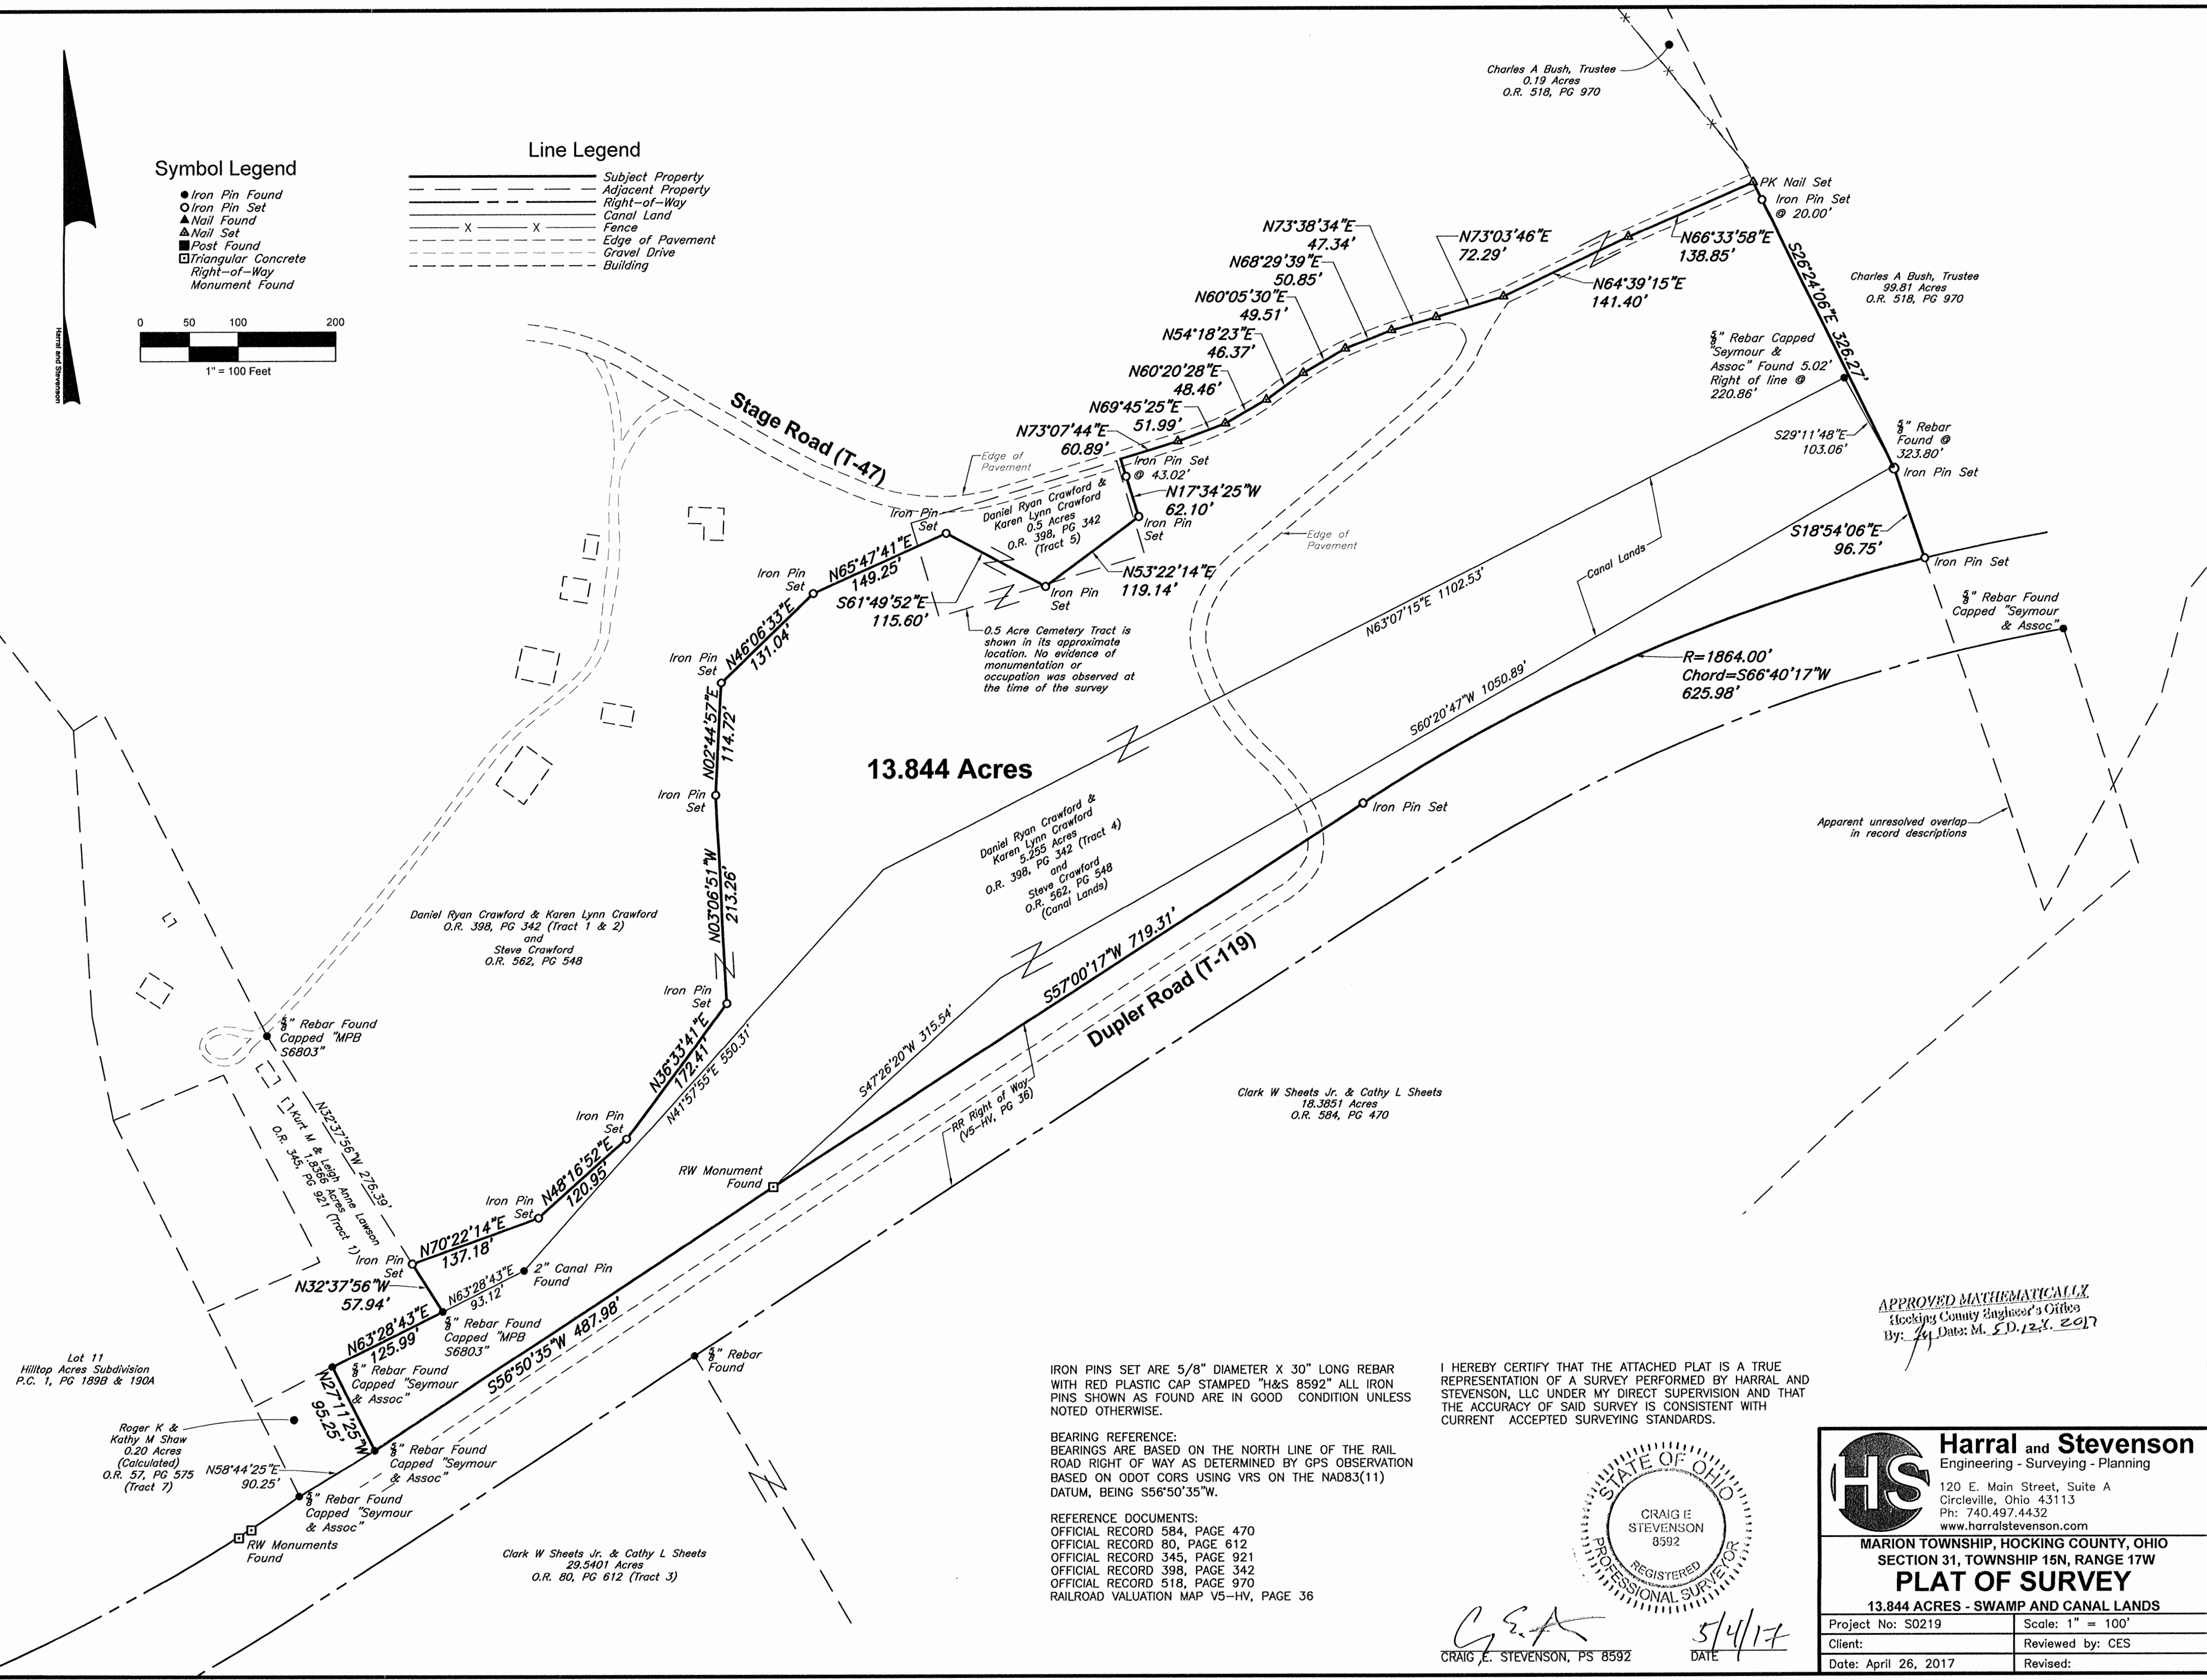 Charles A Bush, Trustee
0.19 Acres
O.R. 518, PG 970
Symbol Legend
Iron Pin Found
Iron Pin Set
Nail Found
Nail Set
Post Found
Triangular Concrete
Right-of-Way
Monument Found
0 50 100 200
1" = 100 Feet
Harral and Stevenson
Line Legend
Subject Property
Adjacent Property
Right-of-Way
Canal Land
X X Fence
Edge of Pavement
Gravel Drive
Building
PK Nail Set
Iron Pin Set
@ 20.00'
N73°38'34"E
47.34'
N73°03'46"E
72.29'
N66°33'58"E
138.85'
N68°29'39"E
50.85'
N64°39'15"E
141.40'
N60°05'30"E
49.51'
N54°18'23"E
46.37'
N60°20'28"E
48.46'
N69°45'25"E
51.99'
N73°07'44"E
60.89'
S26°24'06"E 326.27'
Charles A Bush, Trustee
99.81 Acres
O.R. 518, PG 970
5/8" Rebar Capped
"Seymour &
Assoc" Found 5.02'
Right of line @
220.86'
S29°11'48"E
103.06'
5/8" Rebar
Found @
323.80'
Iron Pin Set
S18°54'06"E
96.75'
Iron Pin Set
5/8" Rebar Found
Capped "Seymour
& Assoc"
Stage Road (T-47)
Edge of
Pavement
Iron Pin Set
@ 43.02'
N17°34'25"W
62.10'
Iron Pin
Set
Daniel Ryan Crawford &
Karen Lynn Crawford
0.5 Acres
O.R. 398, PG 342
(Tract 5)
Iron Pin
Set
N65°47'41"E
149.25'
S61°49'52"E
115.60'
N53°22'14"E
119.14'
Iron Pin
Set
Edge of
Pavement
0.5 Acre Cemetery Tract is
shown in its approximate
location. No evidence of
monumentation or
occupation was observed at
the time of the survey
Iron Pin
Set
N46°06'33"E
131.04'
Iron Pin
Set
N02°44'57"E
114.72'
Iron Pin
Set
N03°06'51"W
213.26'
Iron Pin
Set
13.844 Acres
N63°07'15"E 1102.53'
Canal Lands
S60°20'47"W 1050.89'
R=1864.00'
Chord=S66°40'17"W
625.98'
Iron Pin Set
Apparent unresolved overlap
in record descriptions
Daniel Ryan Crawford &
Karen Lynn Crawford
5.255 Acres
O.R. 398, PG 342 (Tract 4)
and
Steve Crawford
O.R. 562, PG 548
(Canal Lands)
Daniel Ryan Crawford & Karen Lynn Crawford
O.R. 398, PG 342 (Tract 1 & 2)
and
Steve Crawford
O.R. 562, PG 548
S57°00'17"W 719.31'
Dupler Road (T-119)
S47°26'20"W 315.54'
N36°33'41"E
172.41'
N41°57'55"E 550.31'
RR Right of Way
(V5-HV, PG 36)
Clark W Sheets Jr. & Cathy L Sheets
18.3851 Acres
O.R. 584, PG 470
5/8" Rebar Found
Capped "MPB
S6803"
N32°37'56"W 276.39'
Kurt M & Leigh Anne Lawson
1.8366 Acres
O.R. 345, PG 921 (Tract 1)
Iron Pin
Set
N48°16'52"E
120.95'
RW Monument
Found
Iron Pin
Set
N70°22'14"E
137.18'
Iron Pin
Set
N32°37'56"W
57.94'
N63°28'43"E
93.12'
2" Canal Pin
Found
N63°28'43"E
125.99'
5/8" Rebar Found
Capped "MPB
S6803"
S56°50'35"W 487.98'
5/8" Rebar
Found
Lot 11
Hilltop Acres Subdivision
P.C. 1, PG 189B & 190A
N27°11'25"W
95.25'
5/8" Rebar Found
Capped "Seymour
& Assoc"
Roger K &
Kathy M Shaw
0.20 Acres
(Calculated)
O.R. 57, PG 575
(Tract 7)
N58°44'25"E
90.25'
5/8" Rebar Found
Capped "Seymour
& Assoc"
5/8" Rebar Found
Capped "Seymour
& Assoc"
RW Monuments
Found
Clark W Sheets Jr. & Cathy L Sheets
29.5401 Acres
O.R. 80, PG 612 (Tract 3)
IRON PINS SET ARE 5/8" DIAMETER X 30" LONG REBAR
WITH RED PLASTIC CAP STAMPED "H&S 8592" ALL IRON
PINS SHOWN AS FOUND ARE IN GOOD CONDITION UNLESS
NOTED OTHERWISE.
BEARING REFERENCE:
BEARINGS ARE BASED ON THE NORTH LINE OF THE RAIL
ROAD RIGHT OF WAY AS DETERMINED BY GPS OBSERVATION
BASED ON ODOT CORS USING VRS ON THE NAD83(11)
DATUM, BEING S56°50'35"W.
REFERENCE DOCUMENTS:
OFFICIAL RECORD 584, PAGE 470
OFFICIAL RECORD 80, PAGE 612
OFFICIAL RECORD 345, PAGE 921
OFFICIAL RECORD 398, PAGE 342
OFFICIAL RECORD 518, PAGE 970
RAILROAD VALUATION MAP V5-HV, PAGE 36
I HEREBY CERTIFY THAT THE ATTACHED PLAT IS A TRUE
REPRESENTATION OF A SURVEY PERFORMED BY HARRAL AND
STEVENSON, LLC UNDER MY DIRECT SUPERVISION AND THAT
THE ACCURACY OF SAID SURVEY IS CONSISTENT WITH
CURRENT ACCEPTED SURVEYING STANDARDS.
STATE OF OHIO
CRAIG E
STEVENSON
8592
REGISTERED
PROFESSIONAL SURVEYOR
5/4/17
CRAIG E. STEVENSON, PS 8592 DATE
APPROVED MATHEMATICALLY
Hocking County Engineer's Office
By: Date: M. 5 D. Y. 2017
HS
Harral and Stevenson
Engineering - Surveying - Planning
120 E. Main Street, Suite A
Circleville, Ohio 43113
Ph: 740.497.4432
www.harralstevenson.com
MARION TOWNSHIP, HOCKING COUNTY, OHIO
SECTION 31, TOWNSHIP 15N, RANGE 17W
PLAT OF SURVEY
13.844 ACRES - SWAMP AND CANAL LANDS
Project No: S0219 Scale: 1" = 100'
Client: Reviewed by: CES
Date: April 26, 2017 Revised: